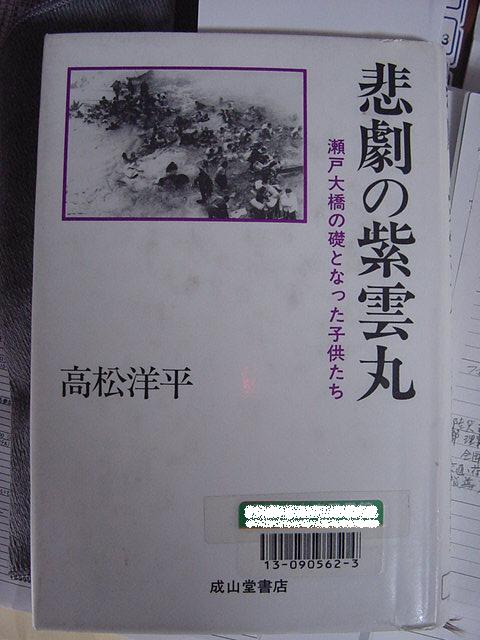 悲劇の紫雲丸
瀬戸大橋の礎となった子供たち
高松洋平
13-090562-3
成山堂書店
3